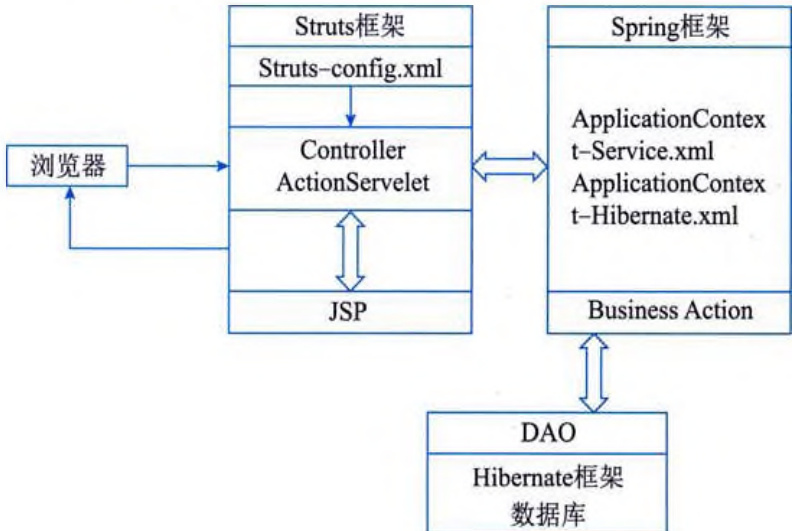 Struts框架
Struts-config.xml
浏览器
Controller
ActionServelet
JSP
Spring框架
ApplicationContex
t-Service.xml
ApplicationContex
t-Hibernate.xml
Business Action
DAO
Hibernate框架
数据库